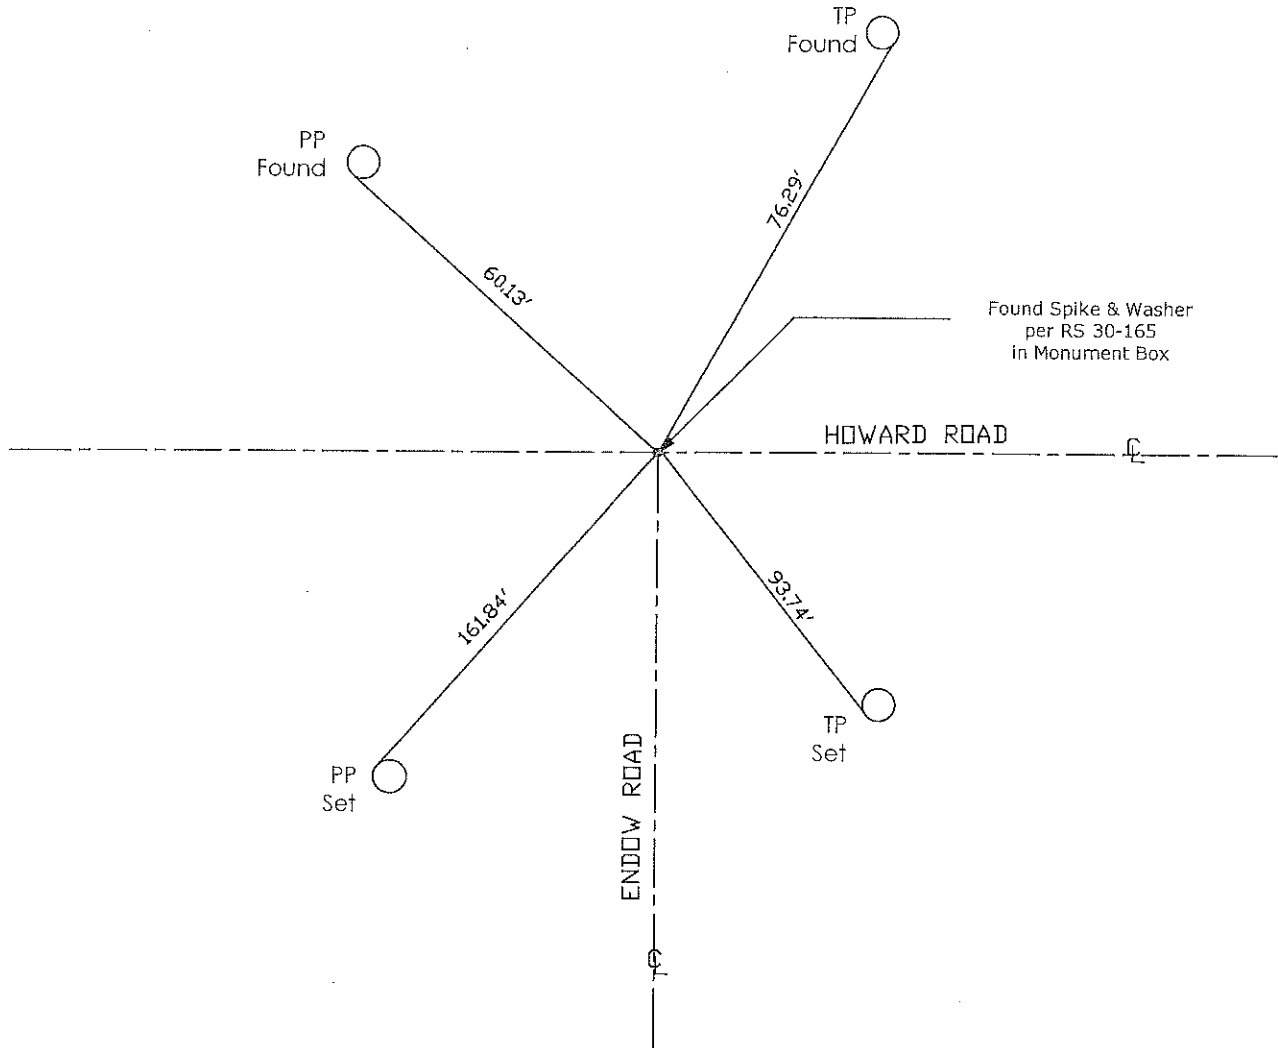 TP
Found
PP
Found
76.29'
60.13'
Found Spike & Washer
per RS 30-165
in Monument Box
HOWARD ROAD
℄
161.84'
93.74'
TP
Set
PP
Set
ENDOW ROAD
℄